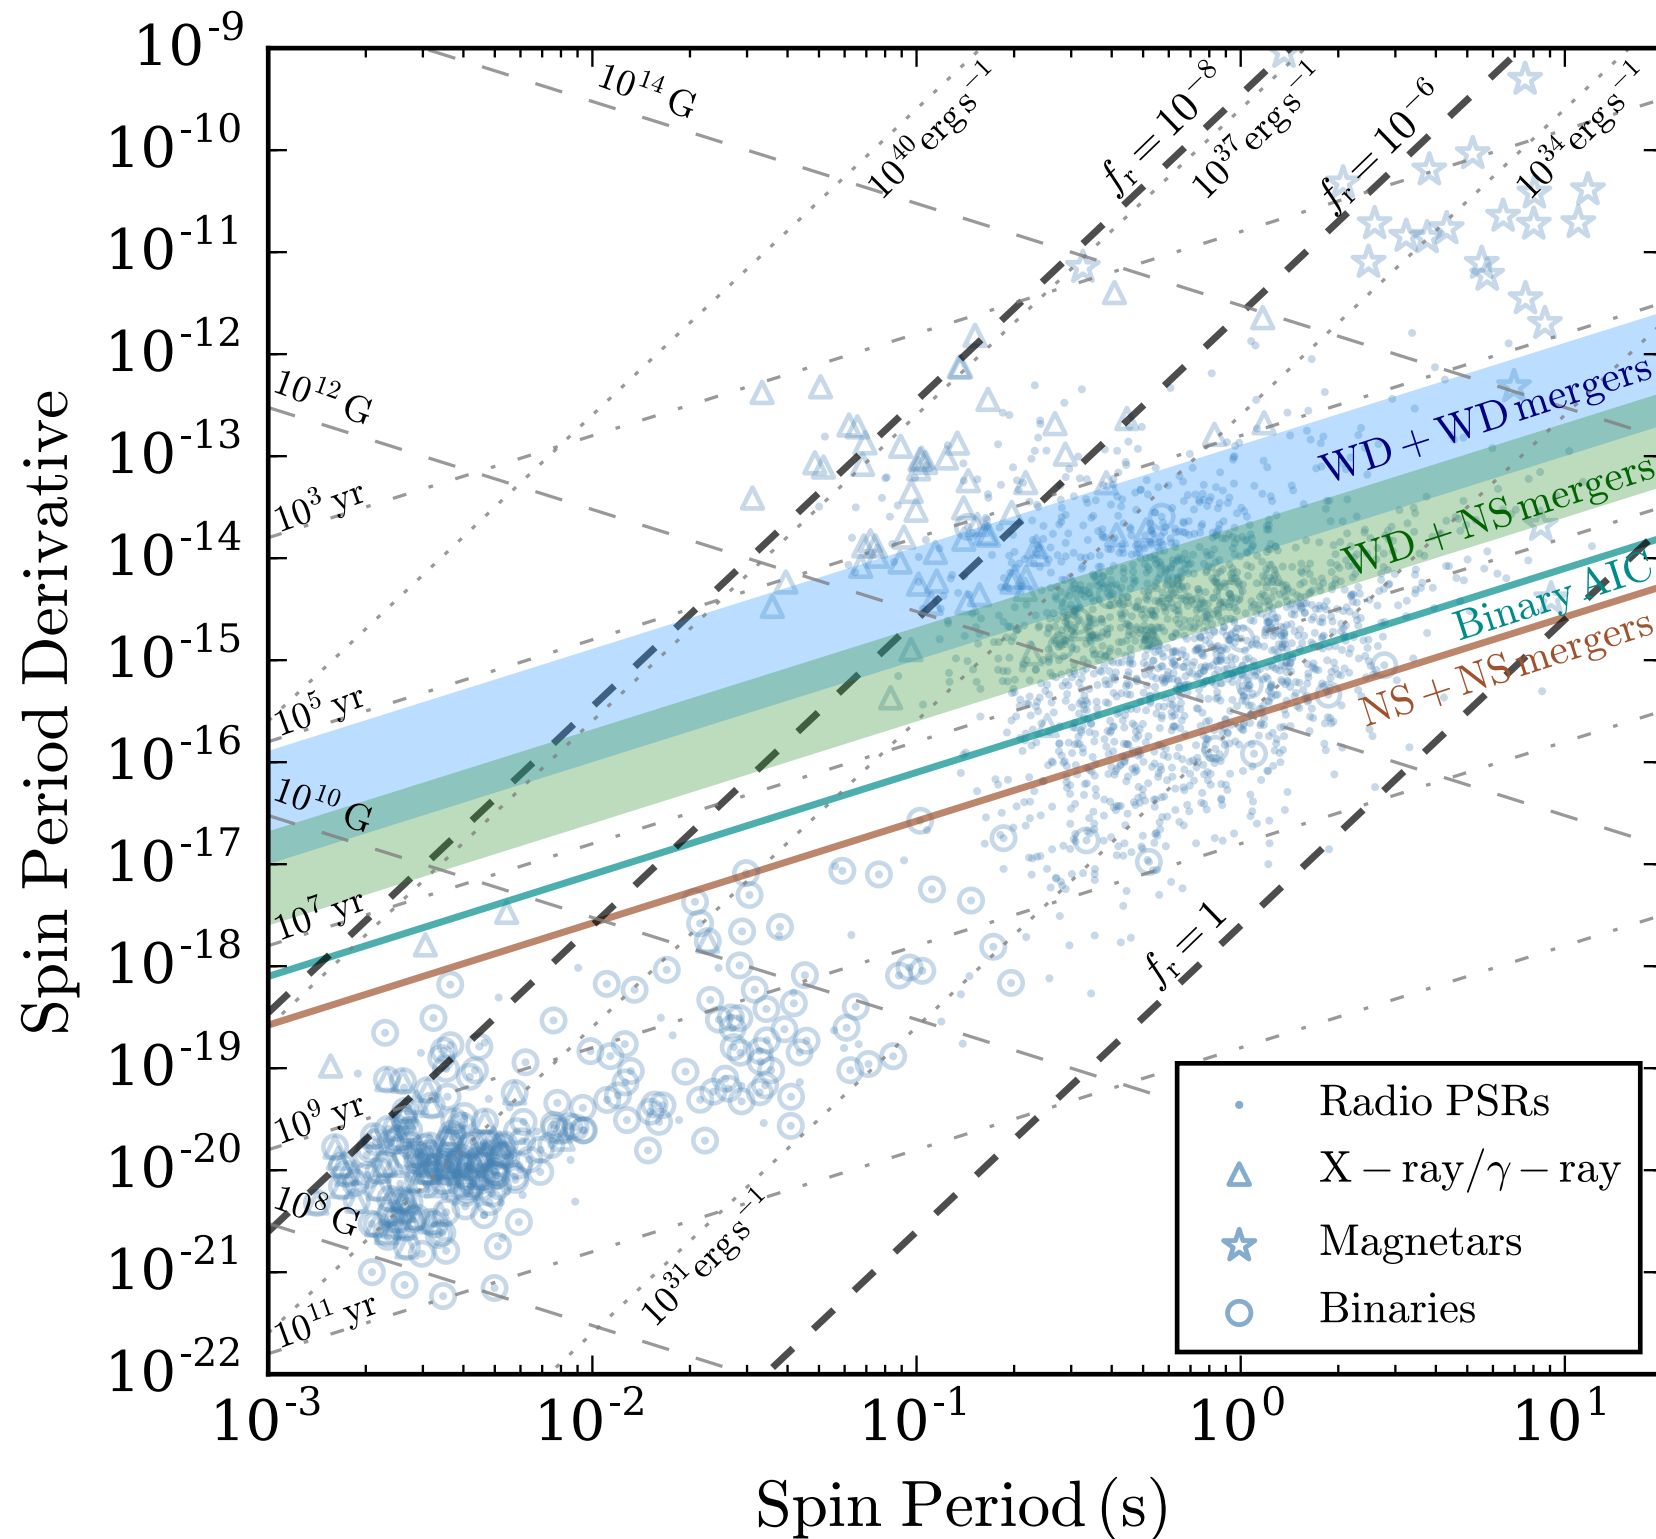 10^-9
10^-10
10^-11
10^-12
10^-13
10^-14
10^-15
10^-16
10^-17
10^-18
10^-19
10^-20
10^-21
10^-22
Spin Period Derivative
10^14 G
10^12 G
10^10 G
10^8 G
10^3 yr
10^5 yr
10^7 yr
10^9 yr
10^11 yr
10^40 erg s^-1
f_r = 10^-8
10^37 erg s^-1
f_r = 10^-6
10^34 erg s^-1
WD + WD mergers
WD + NS mergers
Binary AIC
NS + NS mergers
f_r = 1
10^31 erg s^-1
Radio PSRs
X – ray/γ – ray
Magnetars
Binaries
10^-3
10^-2
10^-1
10^0
10^1
Spin Period (s)